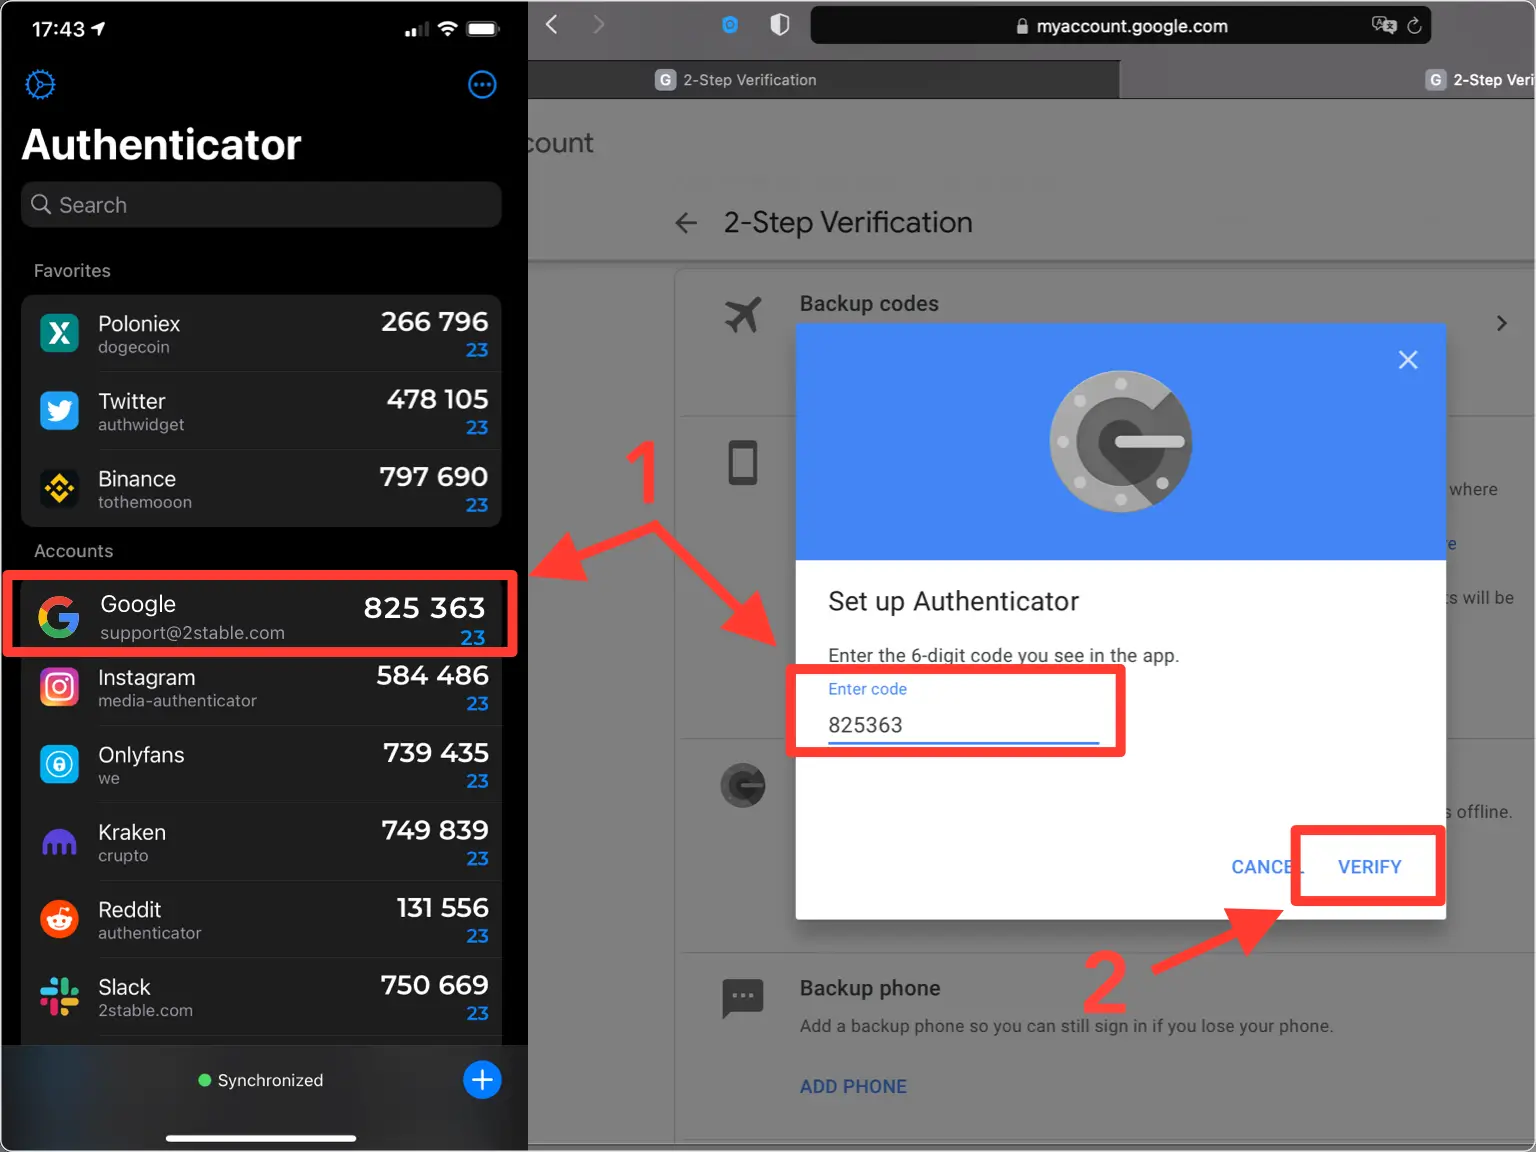 17:43
Authenticator
Search
Favorites
Poloniex
dogecoin
266 796
23
Twitter
authwidget
478 105
23
Binance
tothemooon
797 690
23
Accounts
Google
support@2stable.com
825 363
23
Instagram
media-authenticator
584 486
23
Onlyfans
we
739 435
23
Kraken
crupto
749 839
23
Reddit
authenticator
131 556
23
Slack
2stable.com
750 669
23
Synchronized
myaccount.google.com
G 2-Step Verification
G 2-Step Veri
count
2-Step Verification
Backup codes
where
e
s will be
s offline.
Set up Authenticator
Enter the 6-digit code you see in the app.
Enter code
825363
CANCEL
VERIFY
1
2
Backup phone
Add a backup phone so you can still sign in if you lose your phone.
ADD PHONE